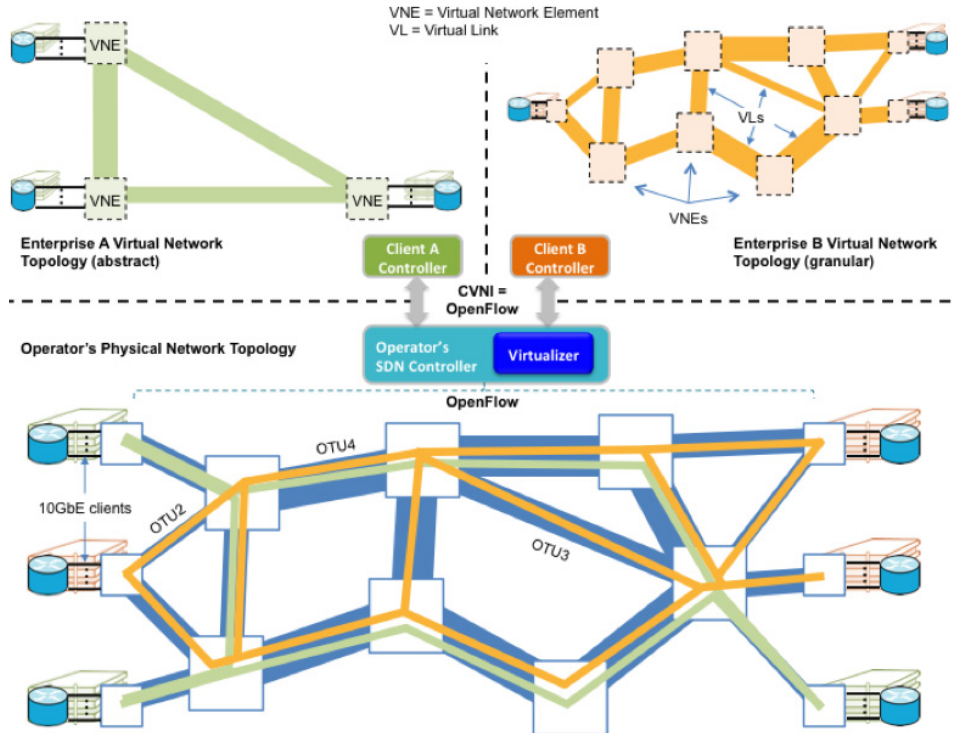 VNE = Virtual Network Element
VL = Virtual Link
VNE
VNE
VNE
VLs
VNEs
Enterprise A Virtual Network
Topology (abstract)
Client A
Controller
Client B
Controller
Enterprise B Virtual Network
Topology (granular)
CVNI =
OpenFlow
Operator's Physical Network Topology
Operator's
SDN Controller
Virtualizer
OpenFlow
OTU4
10GbE clients
OTU2
OTU3